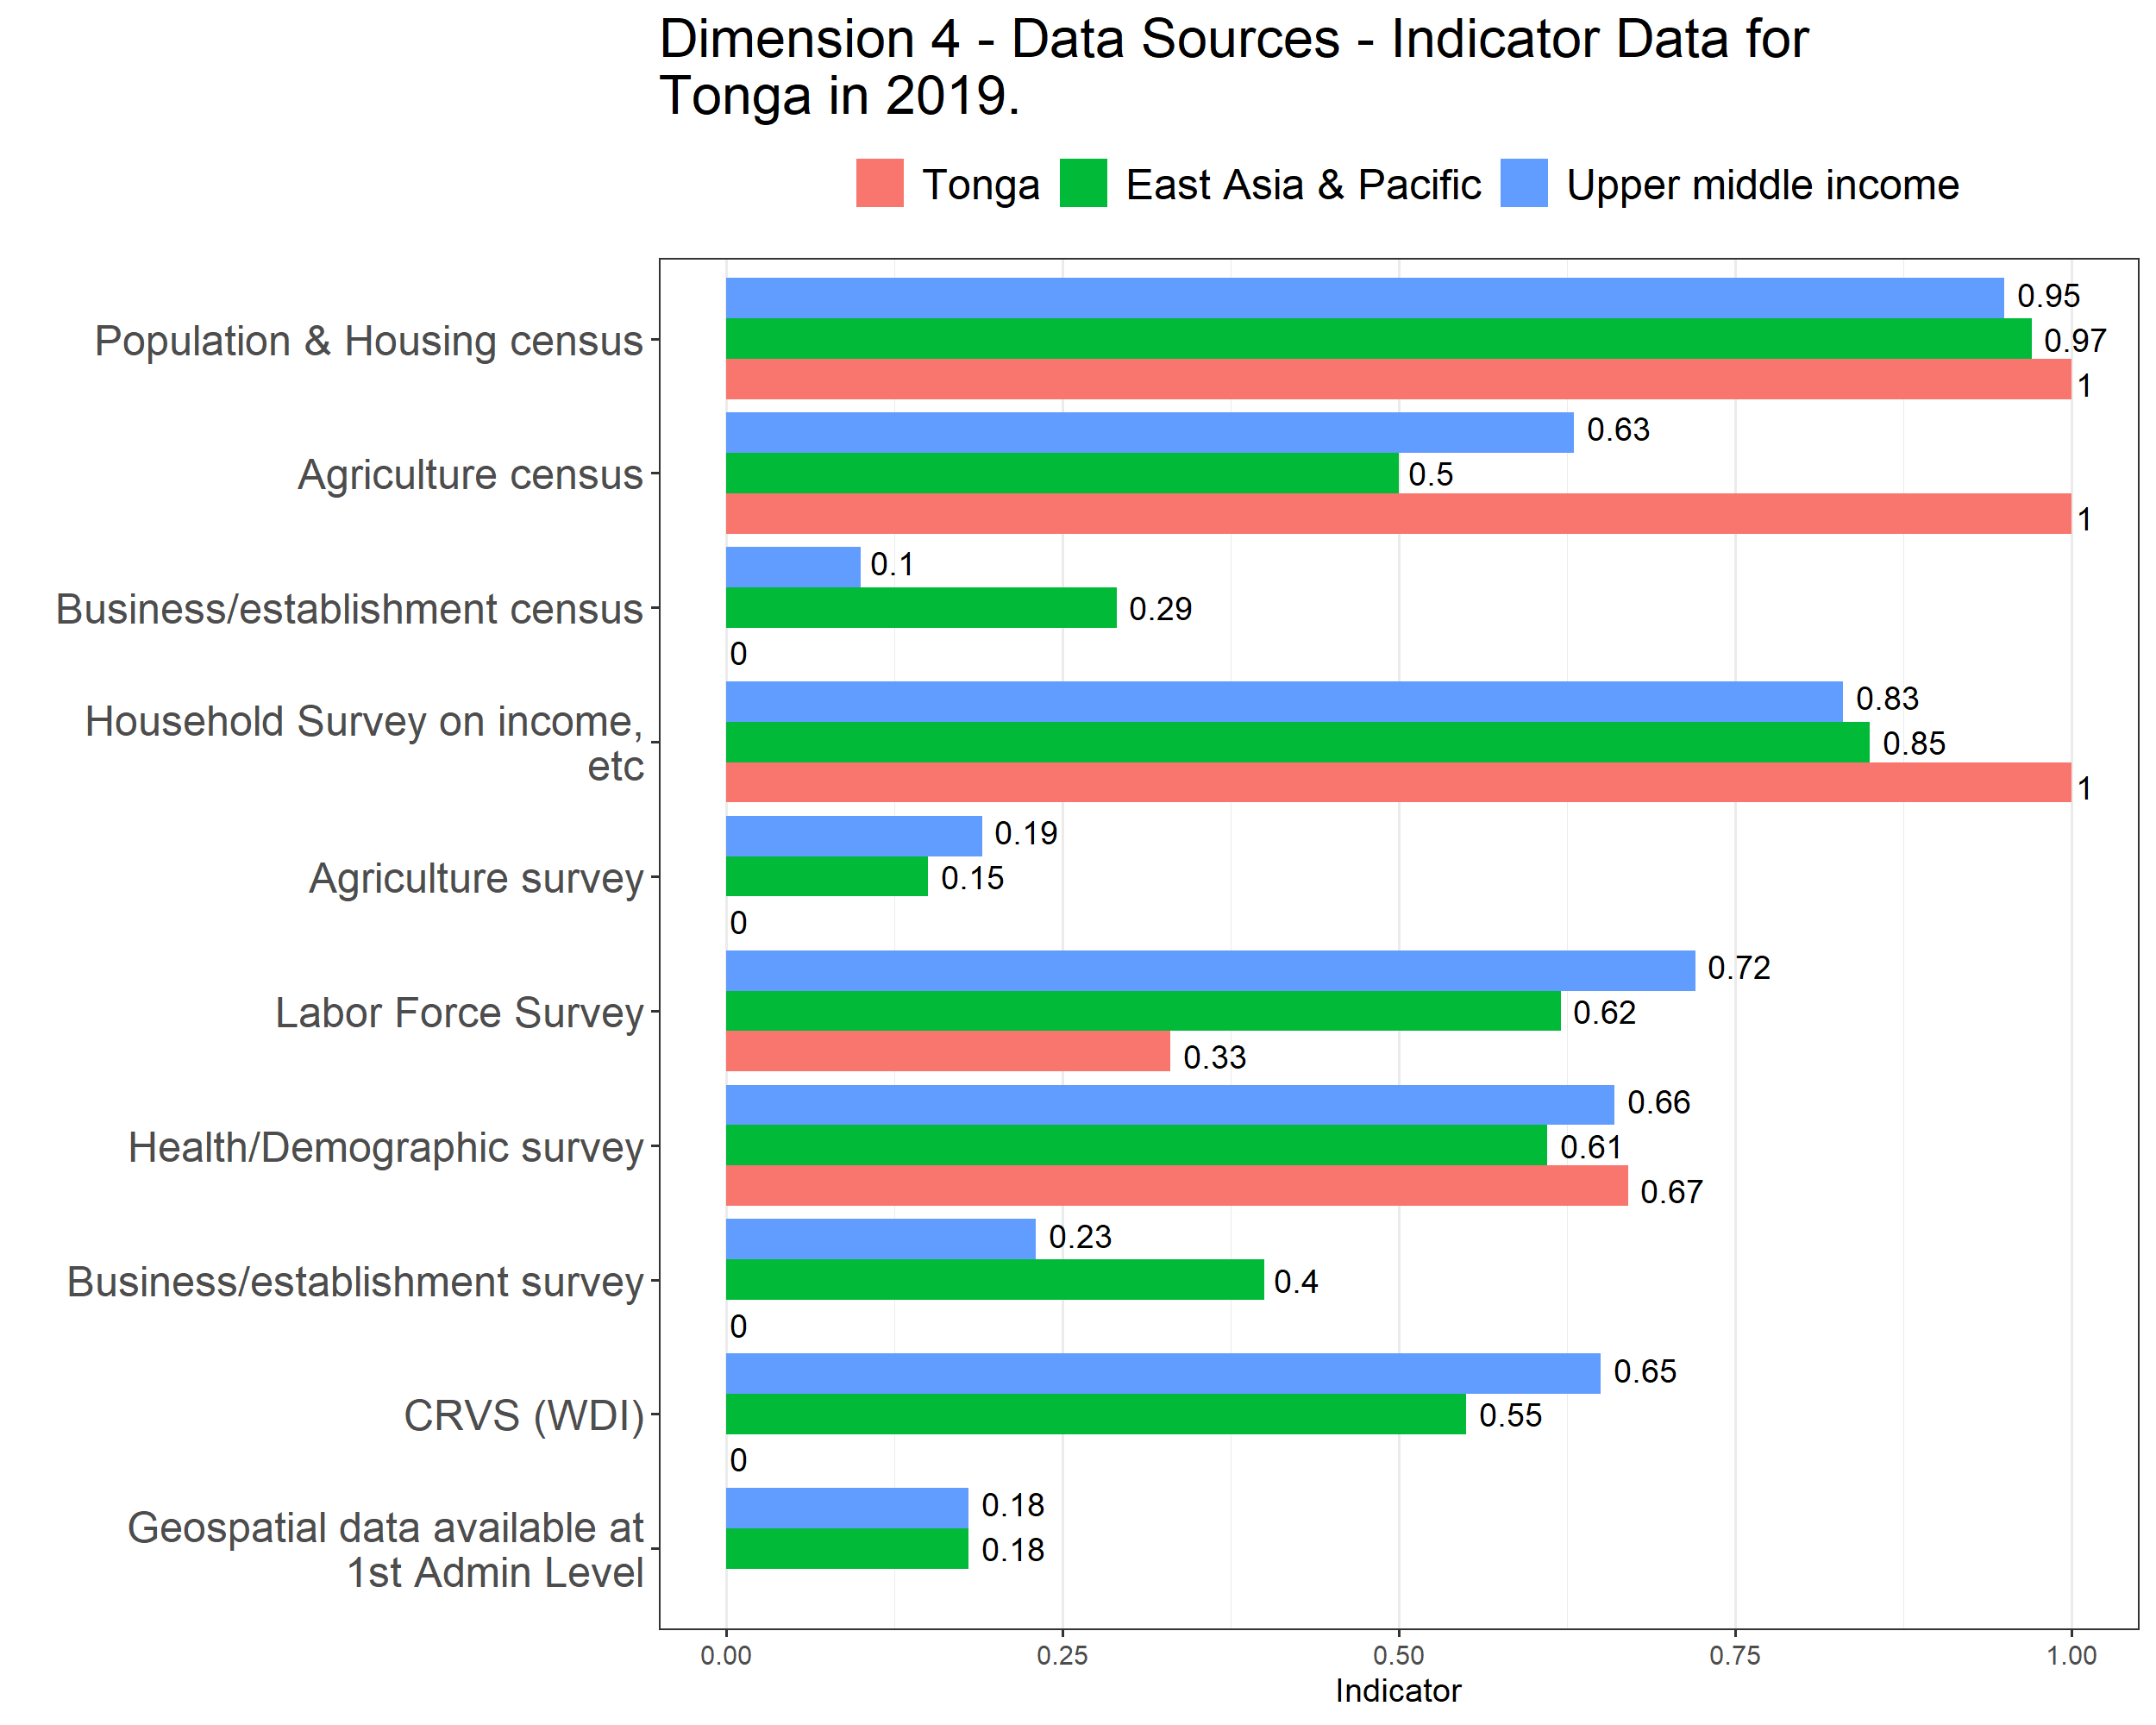 Dimension 4 - Data Sources - Indicator Data for
Tonga in 2019.
Tonga East Asia & Pacific Upper middle income
Population & Housing census
0.95
0.97
1
Agriculture census
0.63
0.5
1
Business/establishment census
0.1
0.29
0
Household Survey on income,
etc
0.83
0.85
1
Agriculture survey
0.19
0.15
0
Labor Force Survey
0.72
0.62
0.33
Health/Demographic survey
0.66
0.61
0.67
Business/establishment survey
0.23
0.4
0
CRVS (WDI)
0.65
0.55
0
Geospatial data available at
1st Admin Level
0.18
0.18
0.00 0.25 0.50 0.75 1.00
Indicator